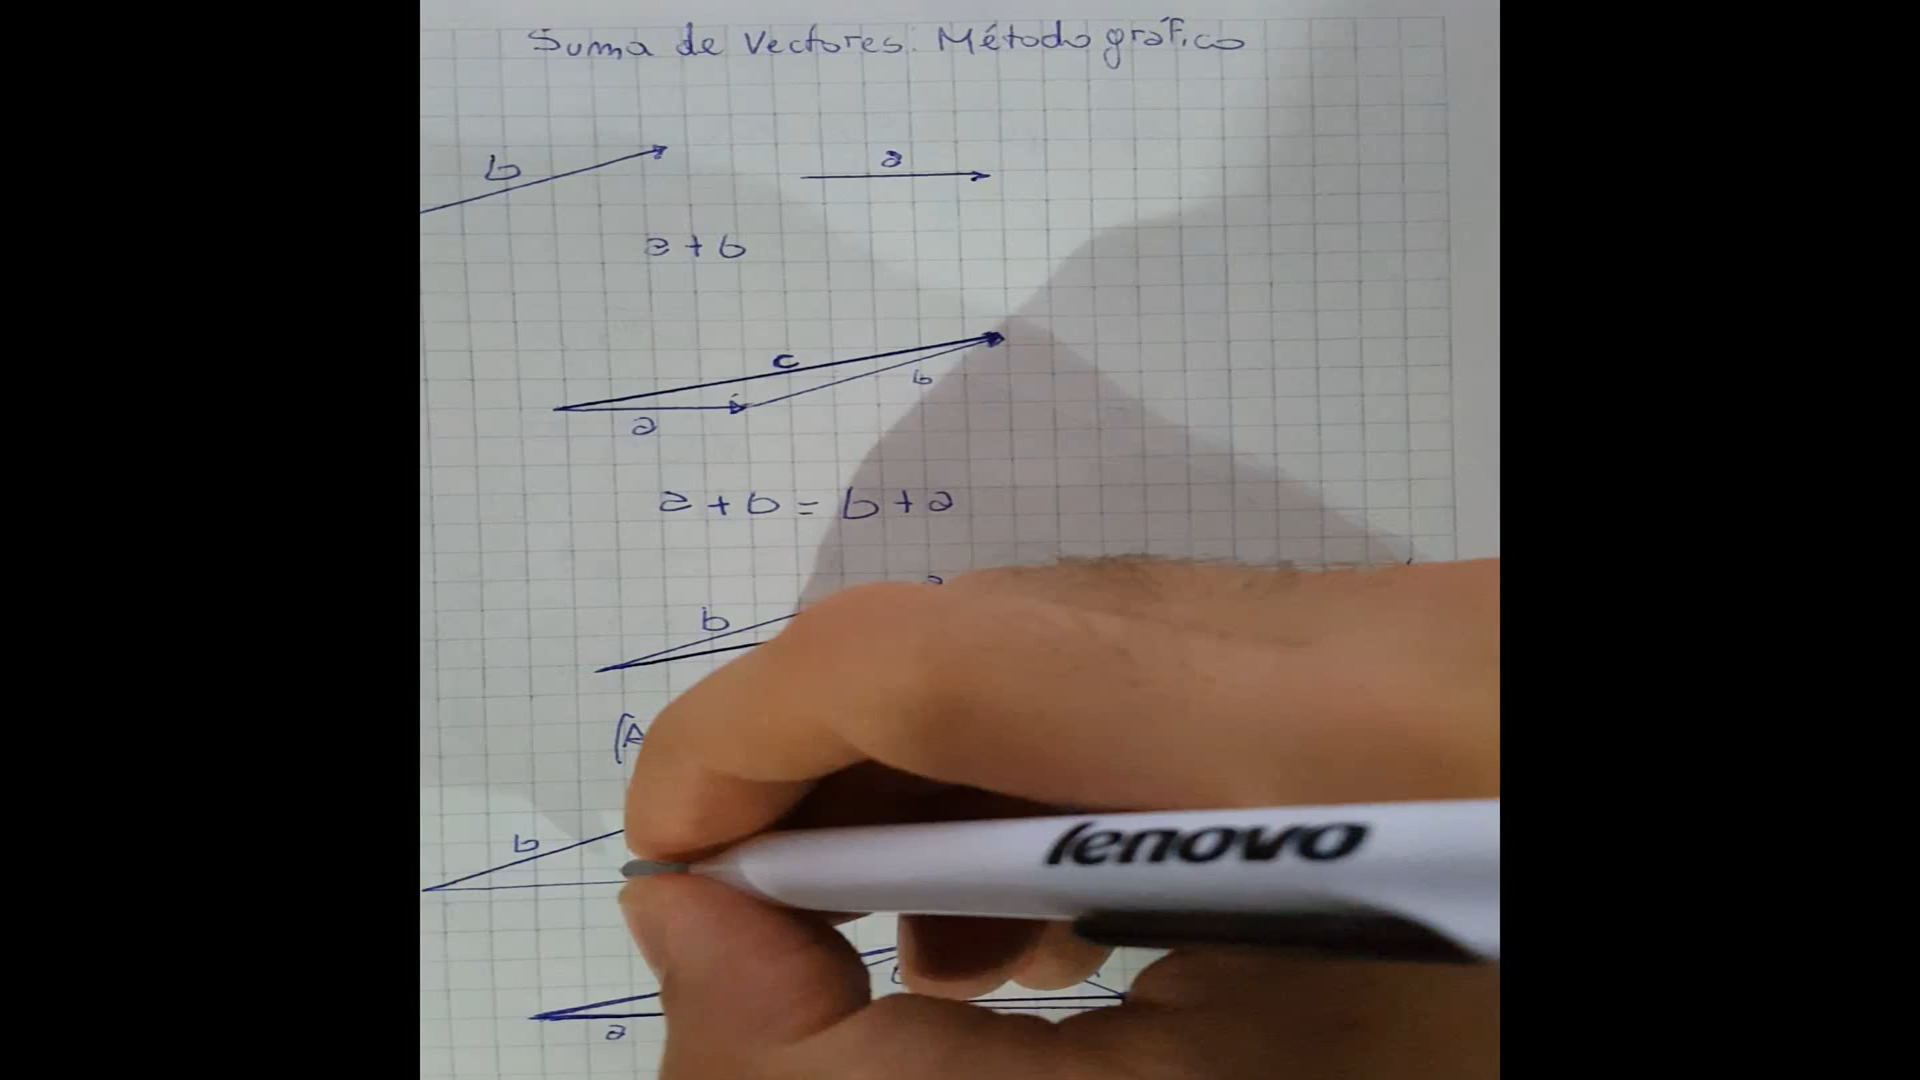 Suma de Vectores. Método gráfico
b
a
a + b
c
b
a
a + b = b + a
b
(A
b
lenovo
a